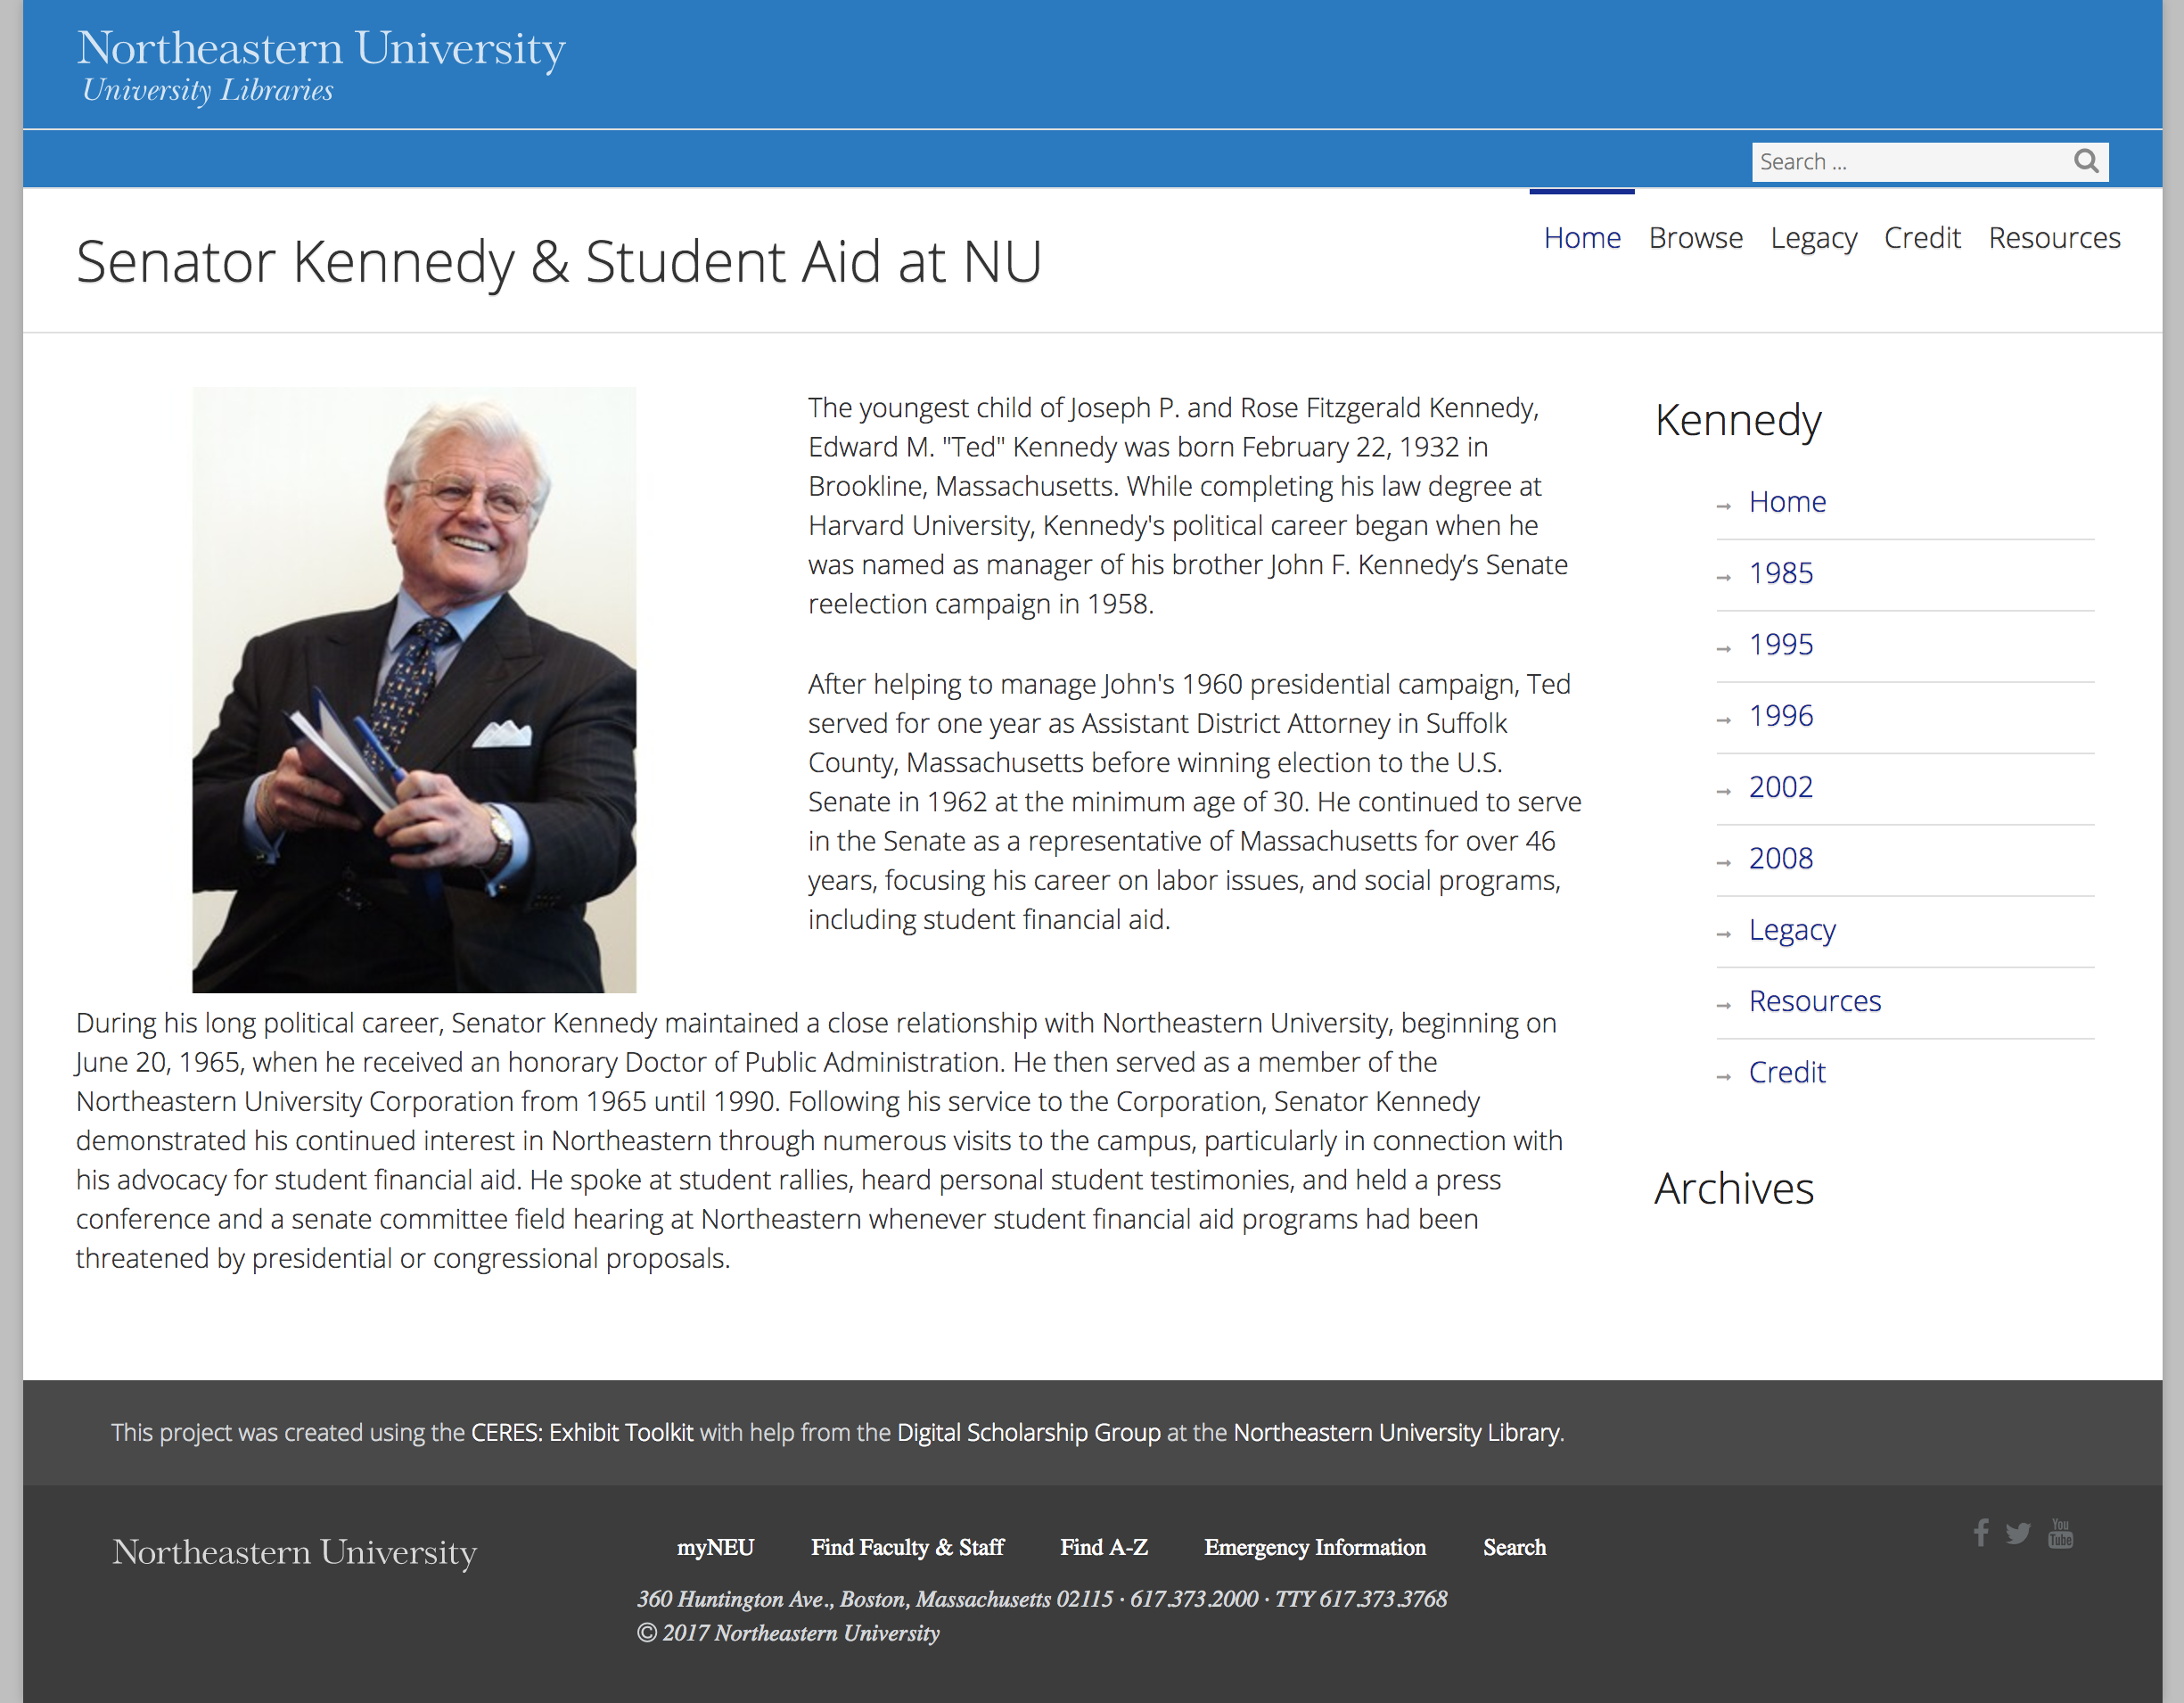 Northeastern University
University Libraries
Search ...
Senator Kennedy & Student Aid at NU
Home Browse Legacy Credit Resources
The youngest child of Joseph P. and Rose Fitzgerald Kennedy,
Edward M. "Ted" Kennedy was born February 22, 1932 in
Brookline, Massachusetts. While completing his law degree at
Harvard University, Kennedy's political career began when he
was named as manager of his brother John F. Kennedy’s Senate
reelection campaign in 1958.
After helping to manage John's 1960 presidential campaign, Ted
served for one year as Assistant District Attorney in Suffolk
County, Massachusetts before winning election to the U.S.
Senate in 1962 at the minimum age of 30. He continued to serve
in the Senate as a representative of Massachusetts for over 46
years, focusing his career on labor issues, and social programs,
including student financial aid.
During his long political career, Senator Kennedy maintained a close relationship with Northeastern University, beginning on
June 20, 1965, when he received an honorary Doctor of Public Administration. He then served as a member of the
Northeastern University Corporation from 1965 until 1990. Following his service to the Corporation, Senator Kennedy
demonstrated his continued interest in Northeastern through numerous visits to the campus, particularly in connection with
his advocacy for student financial aid. He spoke at student rallies, heard personal student testimonies, and held a press
conference and a senate committee field hearing at Northeastern whenever student financial aid programs had been
threatened by presidential or congressional proposals.
Kennedy
→ Home
→ 1985
→ 1995
→ 1996
→ 2002
→ 2008
→ Legacy
→ Resources
→ Credit
Archives
This project was created using the CERES: Exhibit Toolkit with help from the Digital Scholarship Group at the Northeastern University Library.
Northeastern University
myNEU Find Faculty & Staff Find A-Z Emergency Information Search
360 Huntington Ave., Boston, Massachusetts 02115 · 617.373.2000 · TTY 617.373.3768
© 2017 Northeastern University
You
Tube